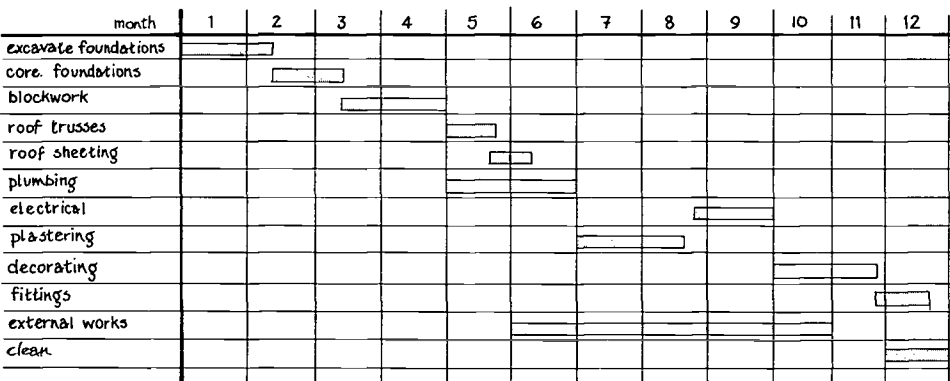 month 1 2 3 4 5 6 7 8 9 10 11 12
excavate foundations
core. foundations
blockwork
roof trusses
roof sheeting
plumbing
electrical
plastering
decorating
fittings
external works
clean